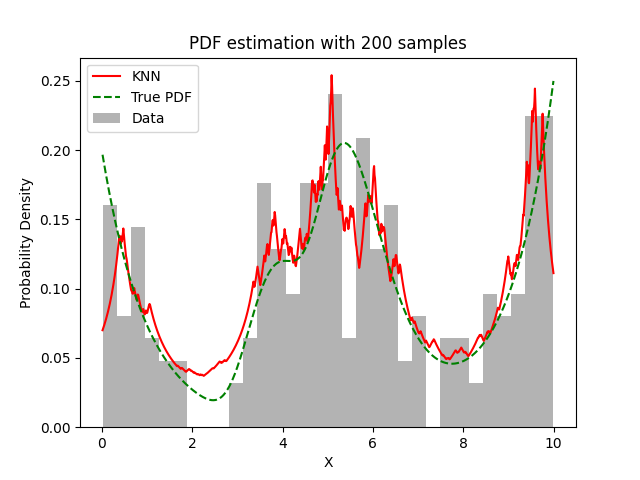 PDF estimation with 200 samples
KNN
True PDF
Data
0.25
0.20
0.15
0.10
0.05
0.00
Probability Density
0 2 4 6 8 10
X